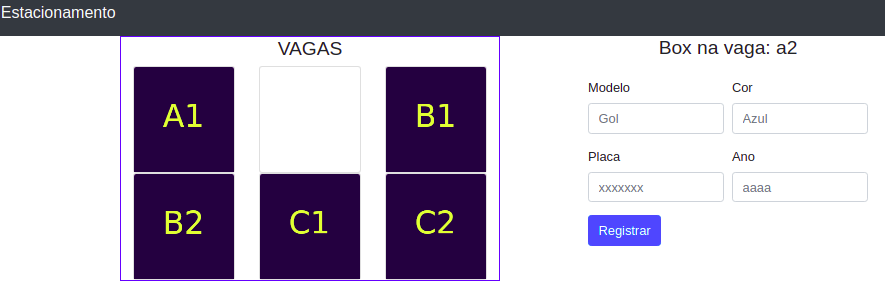 Estacionamento
VAGAS
A1
B1
B2
C1
C2
Box na vaga: a2
Modelo
Cor
Gol
Azul
Placa
Ano
xxxxxxx
aaaa
Registrar